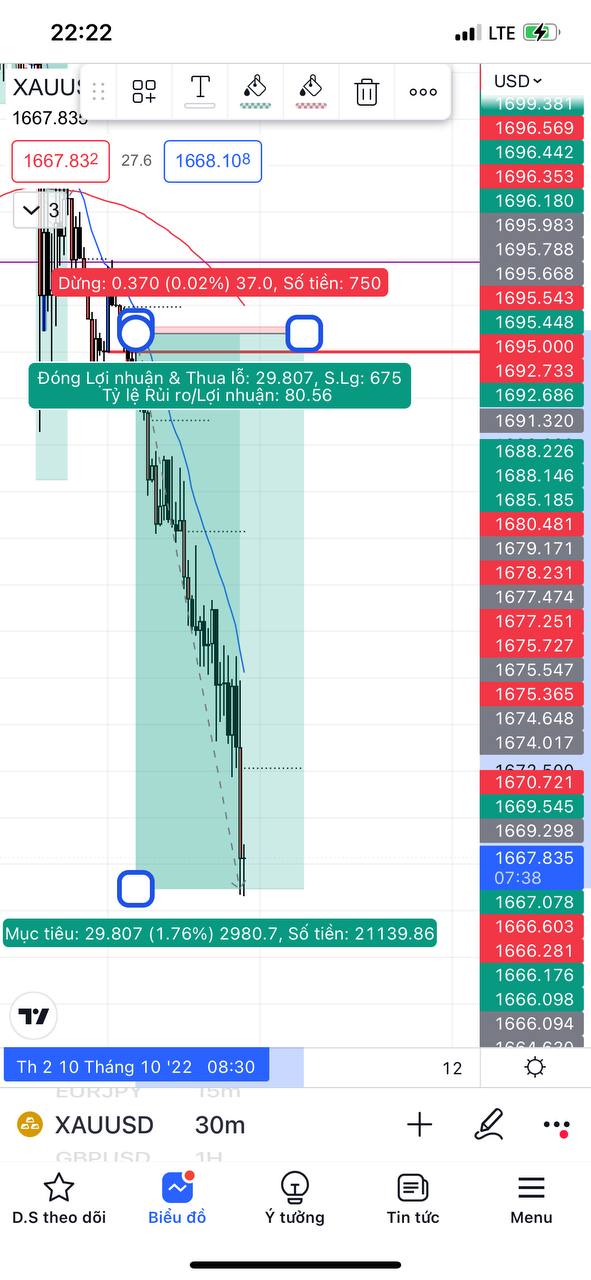 22:22
LTE
XAUUS
USD
1667.835
1699.381
1696.569
1696.442
1696.353
1696.180
1695.983
1695.788
1695.668
1695.543
1695.448
1695.000
1692.733
1692.686
1691.320
1688.226
1688.146
1685.185
1680.481
1679.171
1678.231
1677.474
1677.251
1675.727
1675.547
1675.365
1674.648
1674.017
1672.500
1670.721
1669.545
1669.298
1667.835
07:38
1667.078
1666.603
1666.281
1666.176
1666.098
1666.094
1664.630
1667.832
27.6
1668.108
3
Dừng: 0.370 (0.02%) 37.0, Số tiền: 750
Đóng Lợi nhuận & Thua lỗ: 29.807, S.Lg: 675
Tỷ lệ Rủi ro/Lợi nhuận: 80.56
Mục tiêu: 29.807 (1.76%) 2980.7, Số tiền: 21139.86
Th 2 10 Tháng 10 '22 08:30
12
EURJPY 15m
XAUUSD 30m
GBPUSD 1H
D.S theo dõi
Biểu đồ
Ý tưởng
Tin tức
Menu